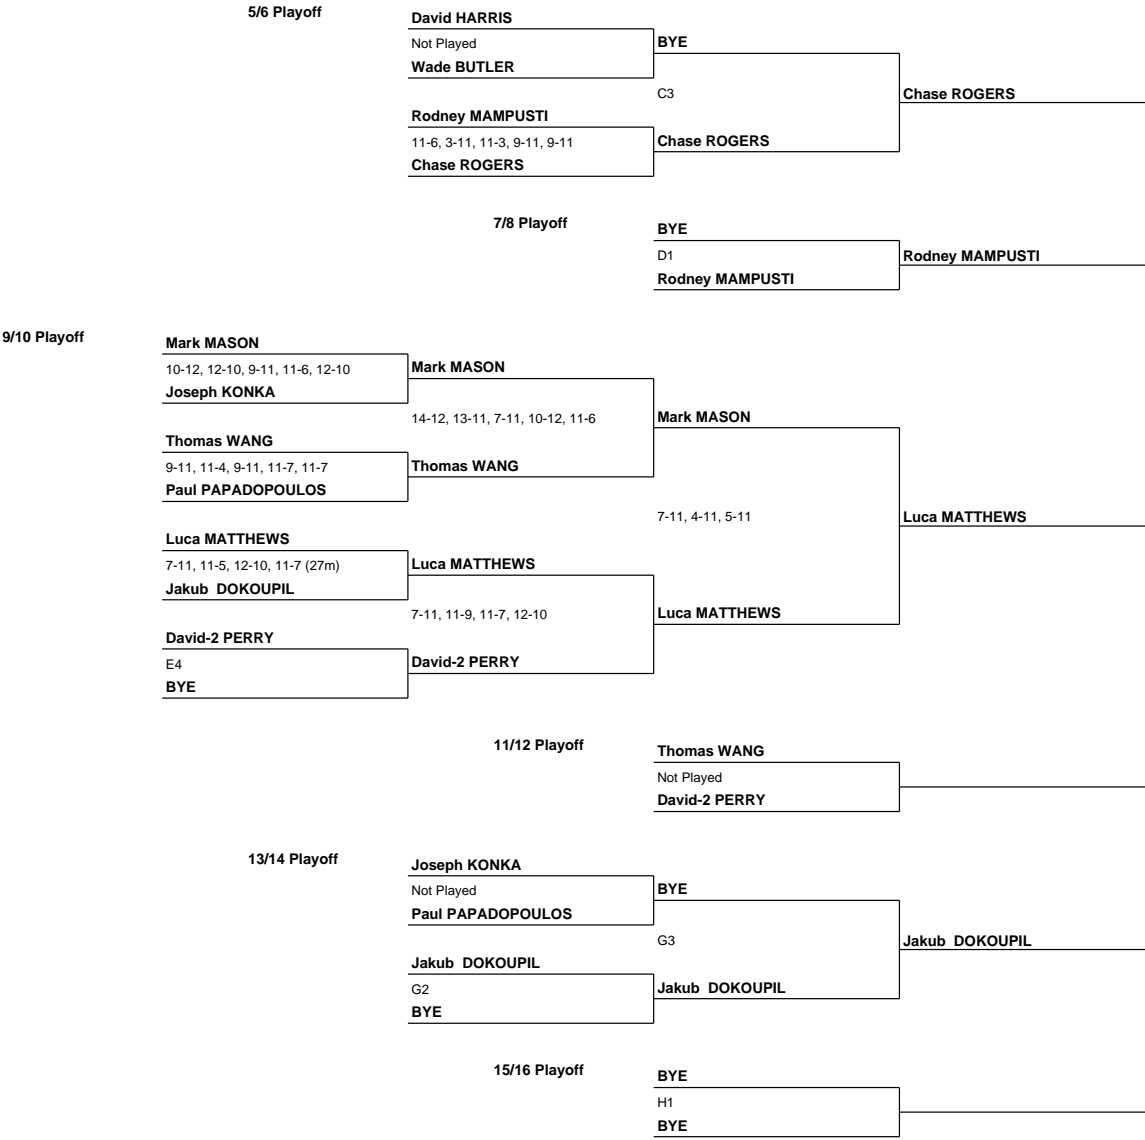 5/6 Playoff
David HARRIS
Not Played
BYE
Wade BUTLER
C3
Chase ROGERS
Rodney MAMPUSTI
11-6, 3-11, 11-3, 9-11, 9-11
Chase ROGERS
Chase ROGERS
7/8 Playoff
BYE
D1
Rodney MAMPUSTI
Rodney MAMPUSTI
9/10 Playoff
Mark MASON
10-12, 12-10, 9-11, 11-6, 12-10
Mark MASON
Joseph KONKA
14-12, 13-11, 7-11, 10-12, 11-6
Mark MASON
Thomas WANG
9-11, 11-4, 9-11, 11-7, 11-7
Thomas WANG
Paul PAPADOPOULOS
7-11, 4-11, 5-11
Luca MATTHEWS
Luca MATTHEWS
7-11, 11-5, 12-10, 11-7 (27m)
Luca MATTHEWS
Jakub  DOKOUPIL
7-11, 11-9, 11-7, 12-10
Luca MATTHEWS
David-2 PERRY
E4
David-2 PERRY
BYE
11/12 Playoff
Thomas WANG
Not Played
David-2 PERRY
13/14 Playoff
Joseph KONKA
Not Played
BYE
Paul PAPADOPOULOS
G3
Jakub  DOKOUPIL
Jakub  DOKOUPIL
G2
Jakub  DOKOUPIL
BYE
15/16 Playoff
BYE
H1
BYE